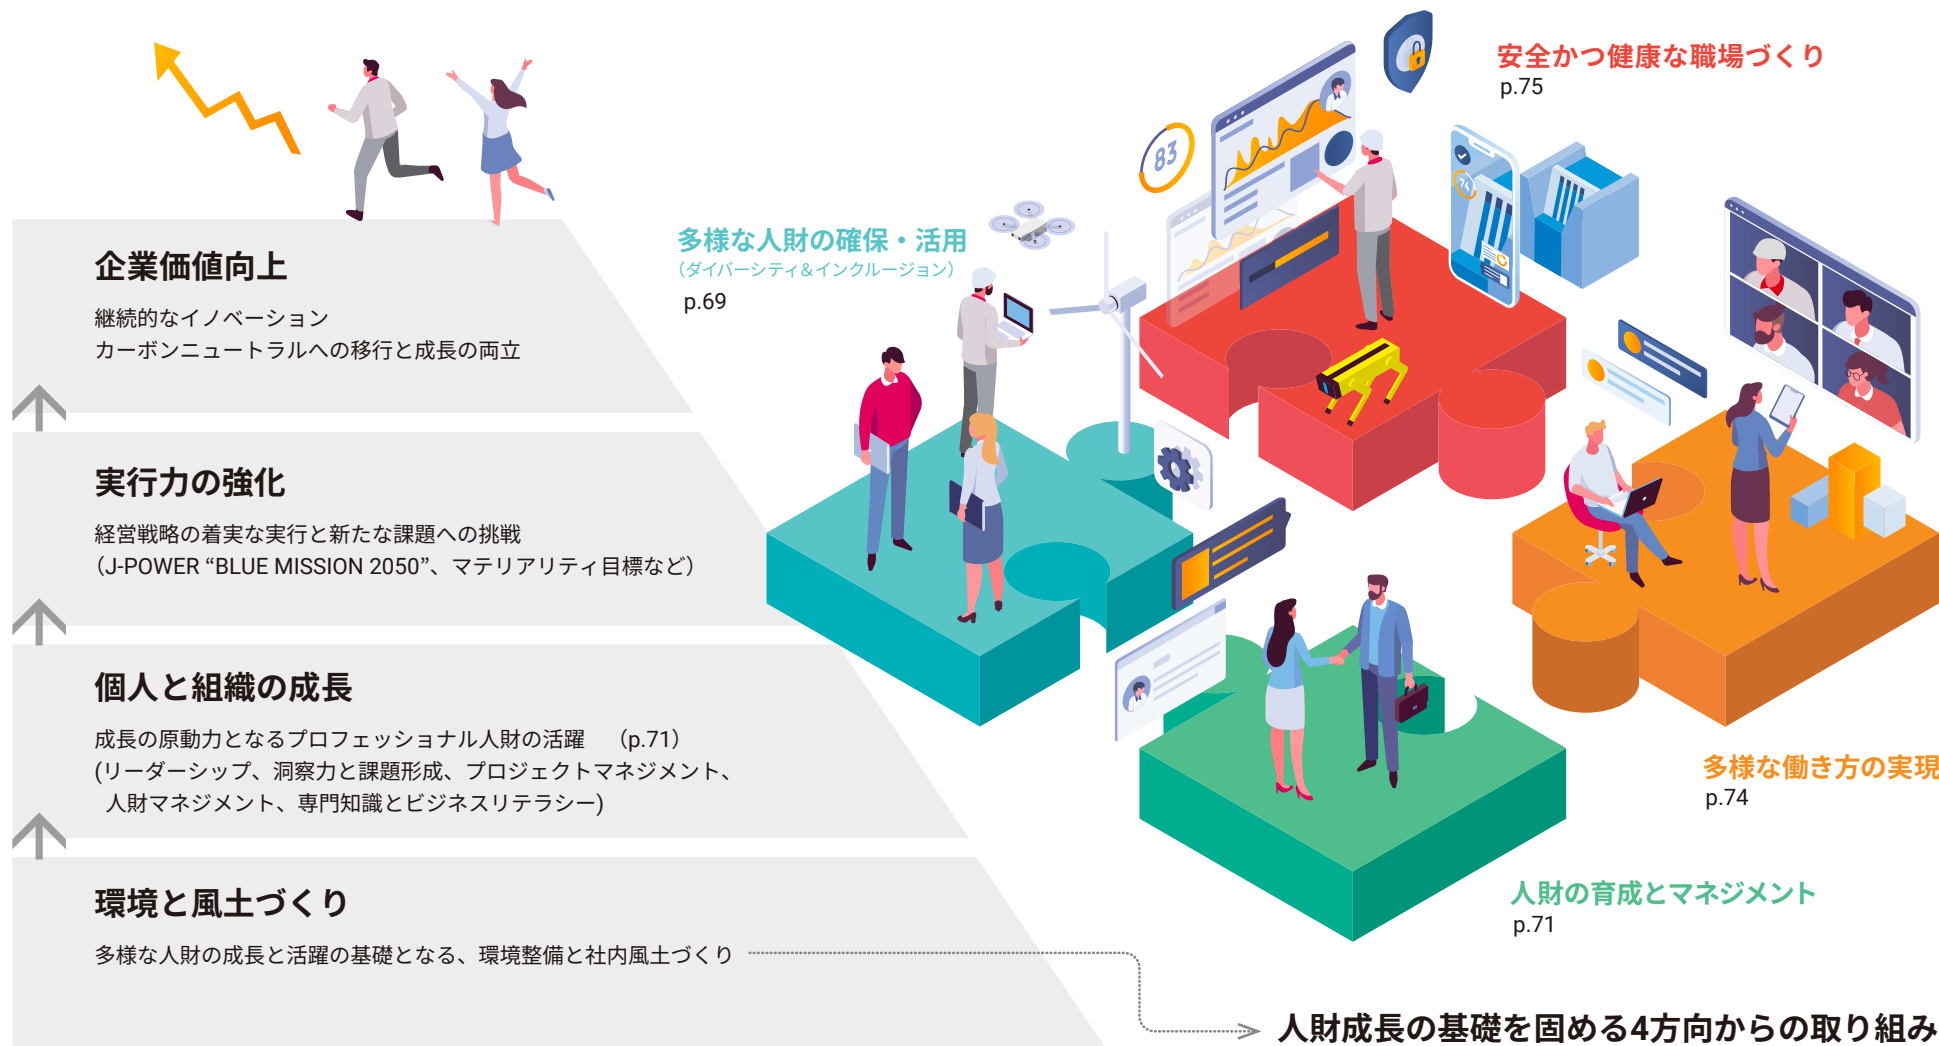 企業価値向上
継続的なイノベーション
カーボンニュートラルへの移行と成長の両立
実行力の強化
経営戦略の着実な実行と新たな課題への挑戦
（J-POWER “BLUE MISSION 2050”、マテリアリティ目標など）
個人と組織の成長
成長の原動力となるプロフェッショナル人財の活躍　（p.71）
(リーダーシップ、洞察力と課題形成、プロジェクトマネジメント、
人財マネジメント、専門知識とビジネスリテラシー)
環境と風土づくり
多様な人財の成長と活躍の基礎となる、環境整備と社内風土づくり
多様な人財の確保・活用
（ダイバーシティ&インクルージョン）
p.69
83
安全かつ健康な職場づくり
p.75
74
多様な働き方の実現
p.74
人財の育成とマネジメント
p.71
人財成長の基礎を固める4方向からの取り組み